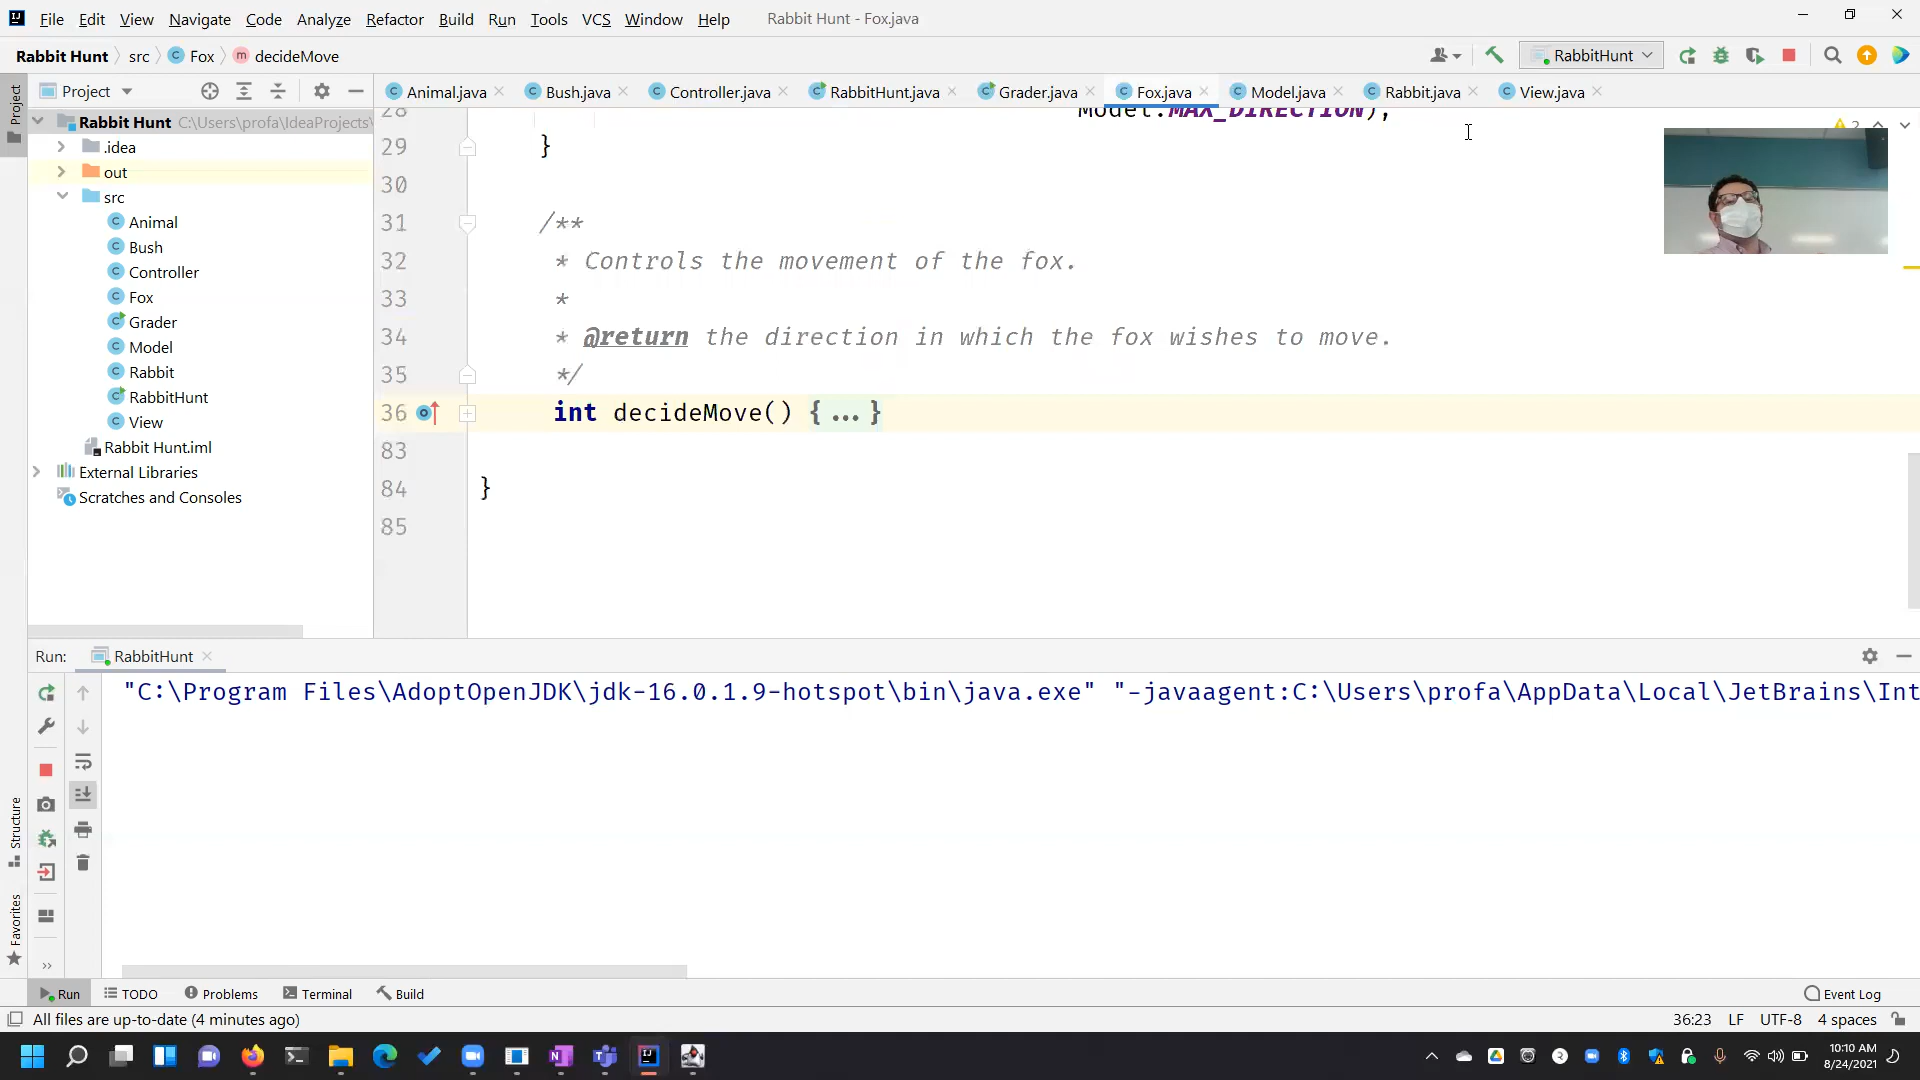 File Edit View Navigate Code Analyze Refactor Build Run Tools VCS Window Help Rabbit Hunt - Fox.java
Rabbit Hunt src Fox decideMove RabbitHunt
Project
Project
Animal.java Bush.java Controller.java RabbitHunt.java Grader.java Fox.java Model.java Rabbit.java View.java
Rabbit Hunt C:\Users\profa\IdeaProjects\
.idea
out
src
Animal
Bush
Controller
Fox
Grader
Model
Rabbit
RabbitHunt
View
Rabbit Hunt.iml
External Libraries
Scratches and Consoles
28 Model.MAX_DIRECTION);
2
29 }
30
31 /**
32 * Controls the movement of the fox.
33 *
34 * @return the direction in which the fox wishes to move.
35 */
36 int decideMove() {...}
83
84 }
85
Run: RabbitHunt
"C:\Program Files\AdoptOpenJDK\jdk-16.0.1.9-hotspot\bin\java.exe" "-javaagent:C:\Users\profa\AppData\Local\JetBrains\Int
Structure
Favorites
Run TODO Problems Terminal Build Event Log
All files are up-to-date (4 minutes ago) 36:23 LF UTF-8 4 spaces
10:10 AM
8/24/2021